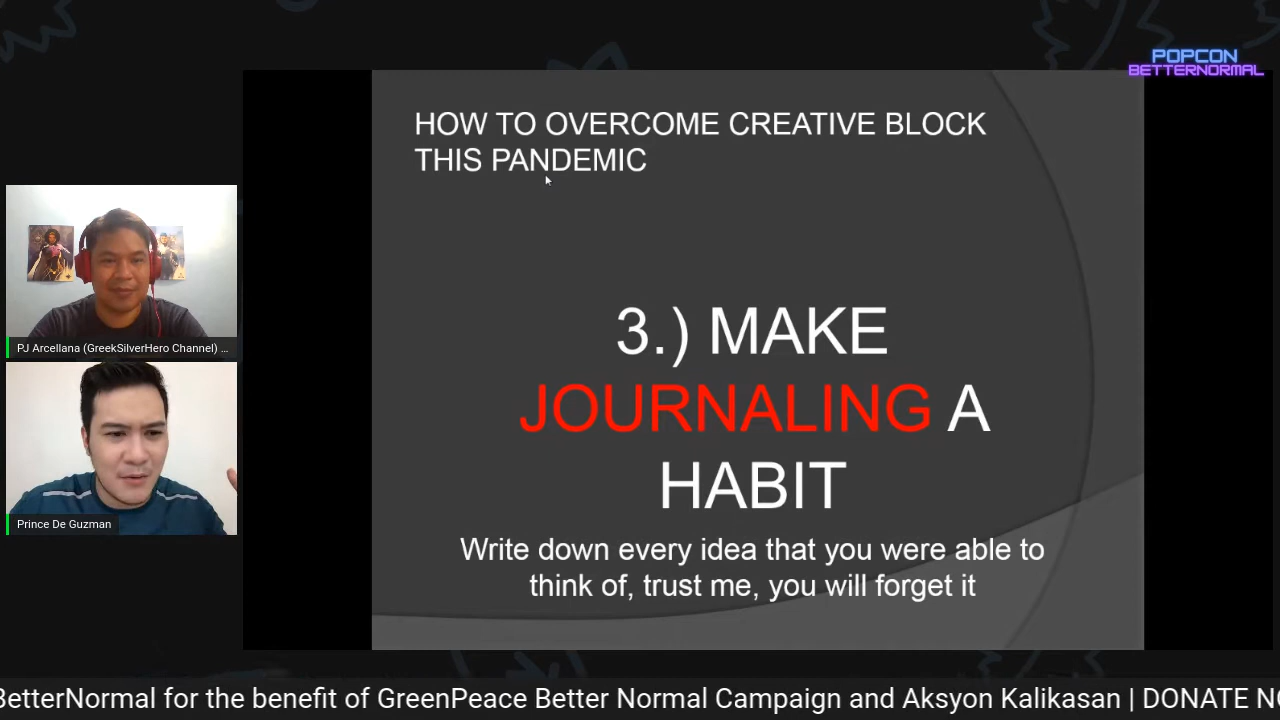 POPCON
BETTERNORMAL
HOW TO OVERCOME CREATIVE BLOCK
THIS PANDEMIC
3.) MAKE
JOURNALING A
HABIT
Write down every idea that you were able to
think of, trust me, you will forget it
PJ Arcellana (GreekSilverHero Channel) ...
Prince De Guzman
BetterNormal for the benefit of GreenPeace Better Normal Campaign and Aksyon Kalikasan | DONATE